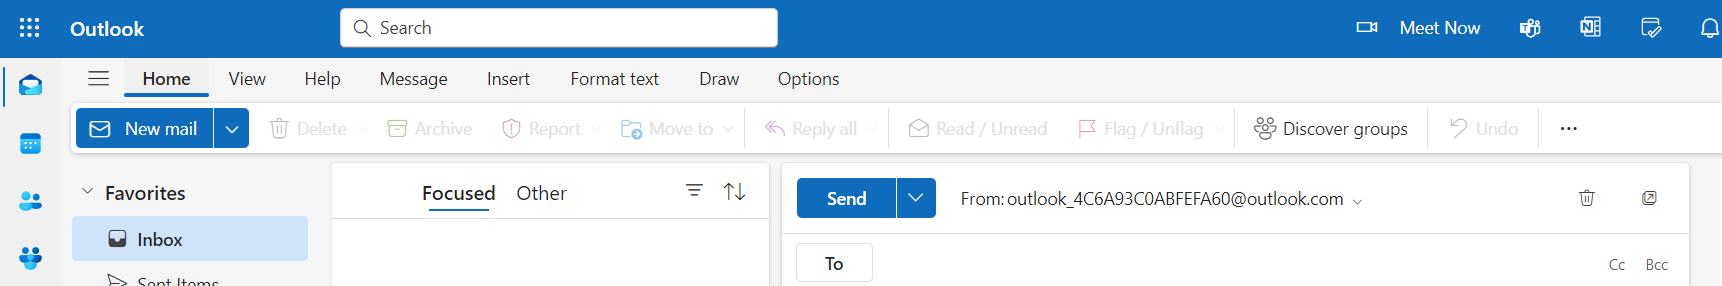 Outlook
Search
Meet Now
Home View Help Message Insert Format text Draw Options
New mail Delete Archive Report Move to Reply all Read / Unread Flag / Unflag Discover groups Undo ...
Favorites
Inbox
Sent Items
Focused Other
Send From: outlook_4C6A93C0ABFEFA60@outlook.com
To Cc Bcc